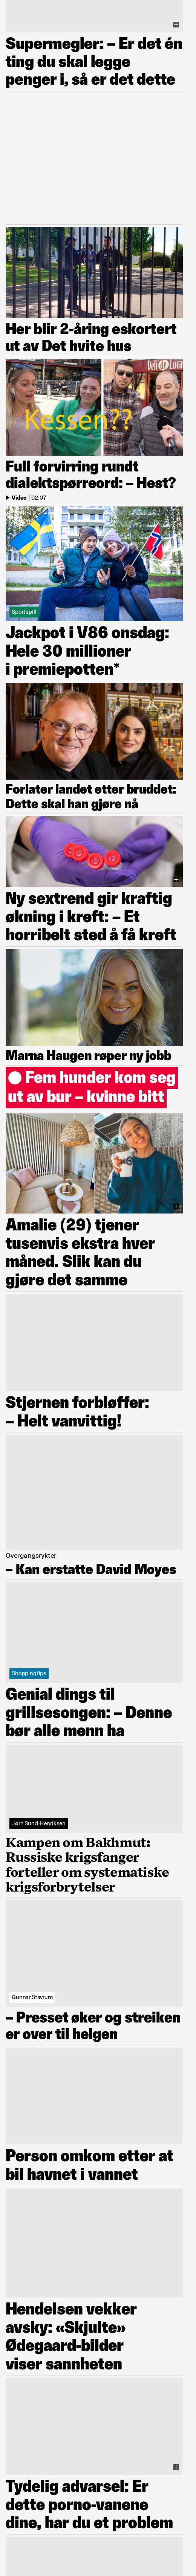 Supermegler: – Er det én
ting du skal legge
penger i, så er det dette
Her blir 2-åring eskortert
ut av Det hvite hus
Kessen??
Full forvirring rundt
dialektspørreord: – Hest?
Video | 02:07
Sportspill
Jackpot i V86 onsdag:
Hele 30 millioner
i premiepotten*
Forlater landet etter bruddet:
Dette skal han gjøre nå
Ny sextrend gir kraftig
økning i kreft: – Et
horribelt sted å få kreft
Marna Haugen røper ny jobb
Fem hunder kom seg
ut av bur – kvinne bitt
Amalie (29) tjener
tusenvis ekstra hver
måned. Slik kan du
gjøre det samme
Stjernen forbløffer:
– Helt vanvittig!
Overgangsrykter
– Kan erstatte David Moyes
Shoppingtips
Genial dings til
grillsesongen: – Denne
bør alle menn ha
Jørn Sund-Henriksen
Kampen om Bakhmut:
Russiske krigsfanger
forteller om systematiske
krigsforbrytelser
Gunnar Stavrum
– Presset øker og streiken
er over til helgen
Person omkom etter at
bil havnet i vannet
Hendelsen vekker
avsky: «Skjulte»
Ødegaard-bilder
viser sannheten
Tydelig advarsel: Er
dette porno-vanene
dine, har du et problem